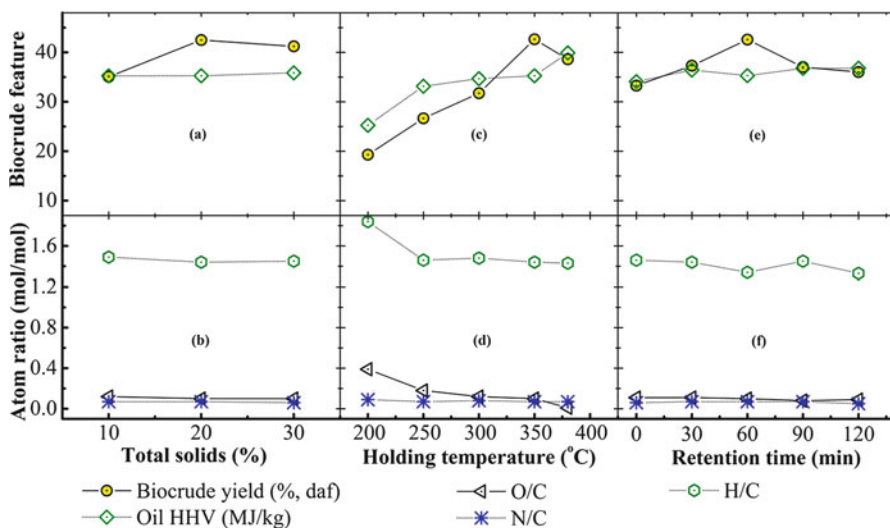 Biocrude feature
40
30
20
10
(a)
(c)
(e)
Atom ratio (mol/mol)
1.6
1.2
0.8
0.4
0.0
(b)
(d)
(f)
10 20 30
200 250 300 350 400
0 30 60 90 120
Total solids (%)
Holding temperature (°C)
Retention time (min)
Biocrude yield (%, daf)
O/C
H/C
Oil HHV (MJ/kg)
N/C